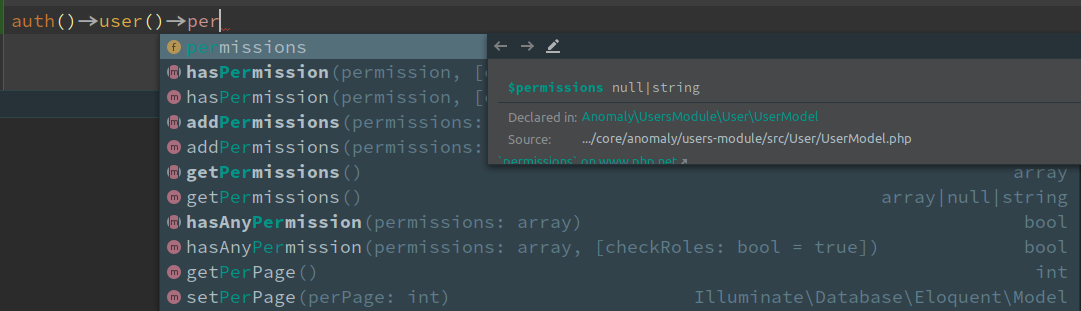 auth()→user()→per
permissions
hasPermission(permission, [
hasPermission(permission, [
addPermissions(permissions:
addPermissions(permissions:
getPermissions() array
getPermissions() array|null|string
hasAnyPermission(permissions: array) bool
hasAnyPermission(permissions: array, [checkRoles: bool = true]) bool
getPerPage() int
setPerPage(perPage: int) Illuminate\Database\Eloquent\Model
$permissions null|string
Declared in: Anomaly\UsersModule\User\UserModel
Source: .../core/anomaly/users-module/src/User/UserModel.php
`permissions` on www.php.net